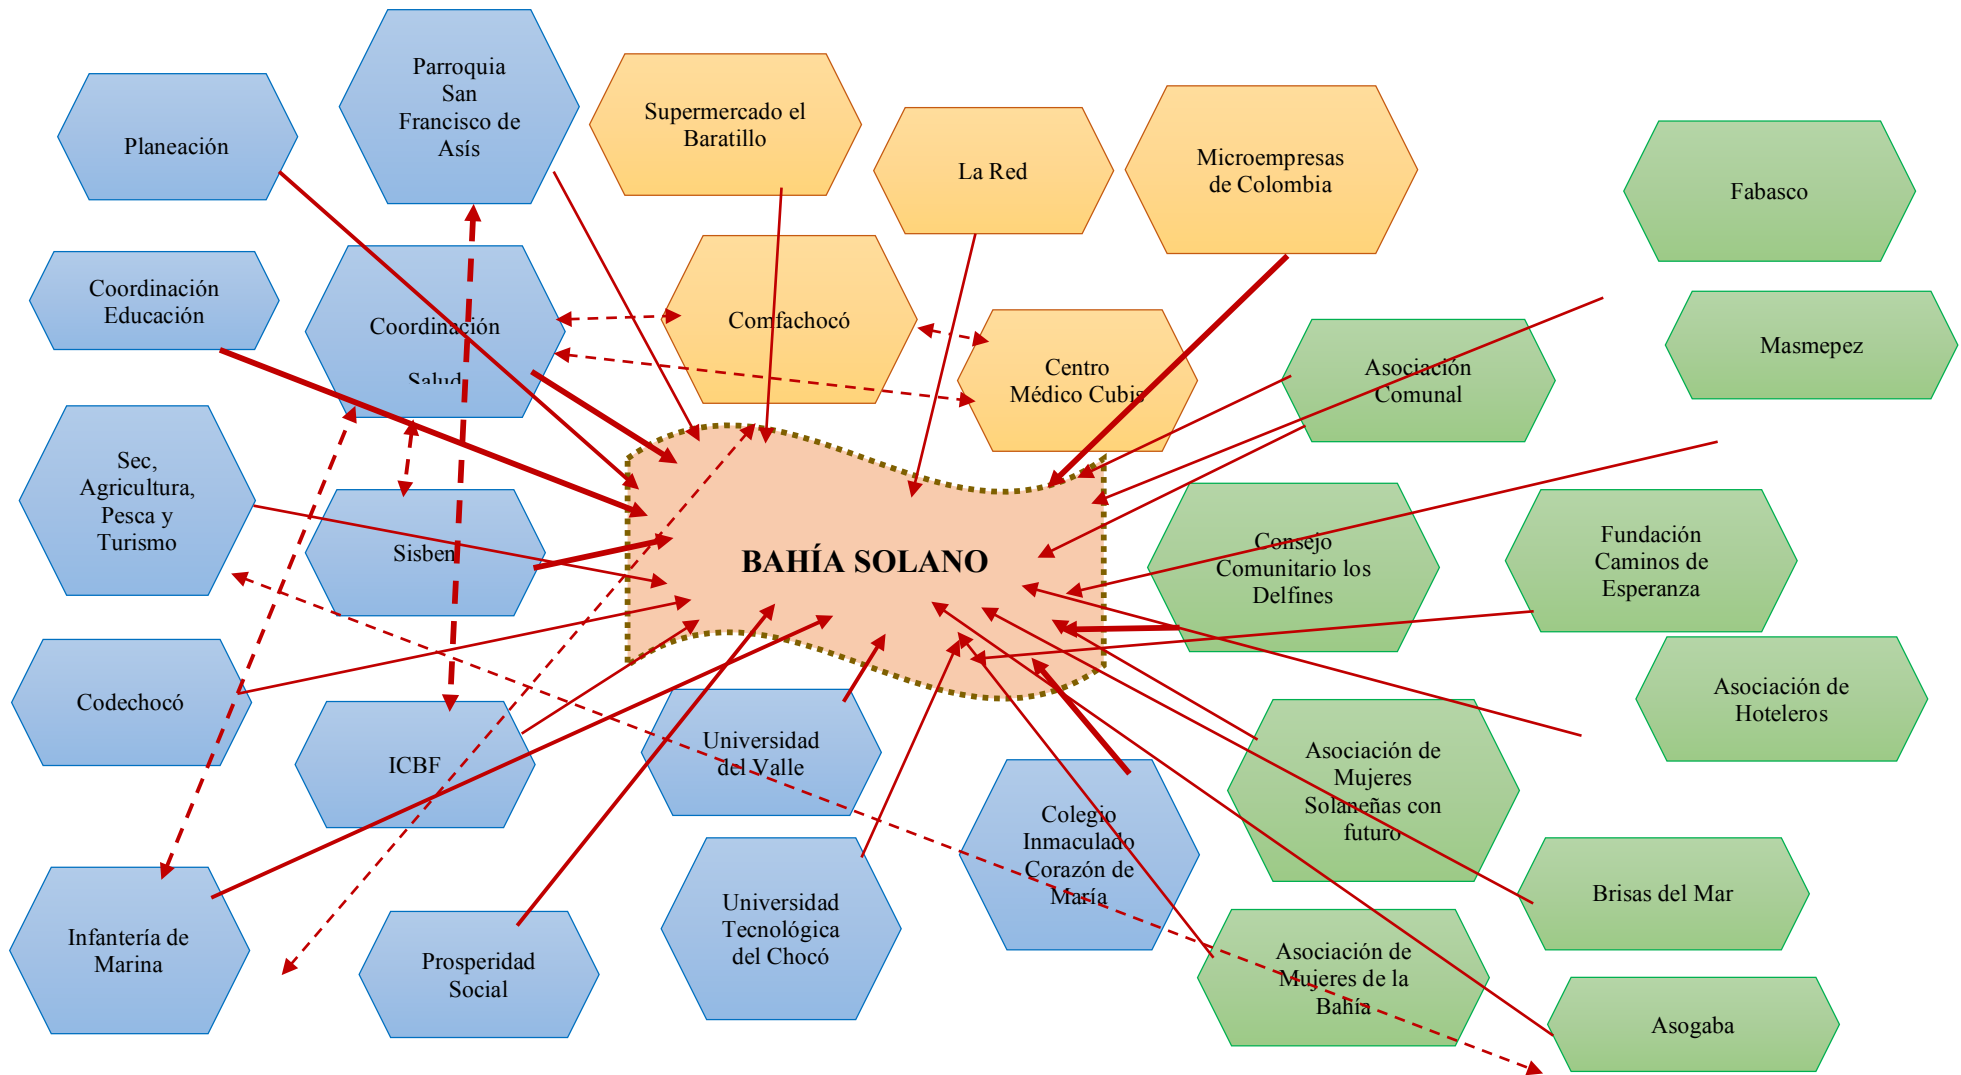 Parroquia
San
Francisco de
Asís
Planeación
Supermercado el
Baratillo
La Red
Microempresas
de Colombia
Fabasco
Coordinación
Educación
Coordinación
Salud
Comfachocó
Centro
Médico Cubis
Asociación
Comunal
Masmepez
Sec,
Agricultura,
Pesca y
Turismo
Sisben
BAHÍA SOLANO
Consejo
Comunitario los
Delfines
Fundación
Caminos de
Esperanza
Codechocó
ICBF
Universidad
del Valle
Asociación de
Hoteleros
Asociación de
Mujeres
Solaneñas con
futuro
Colegio
Inmaculado
Corazón de
María
Brisas del Mar
Infantería de
Marina
Prosperidad
Social
Universidad
Tecnológica
del Chocó
Asociación de
Mujeres de la
Bahía
Asogaba